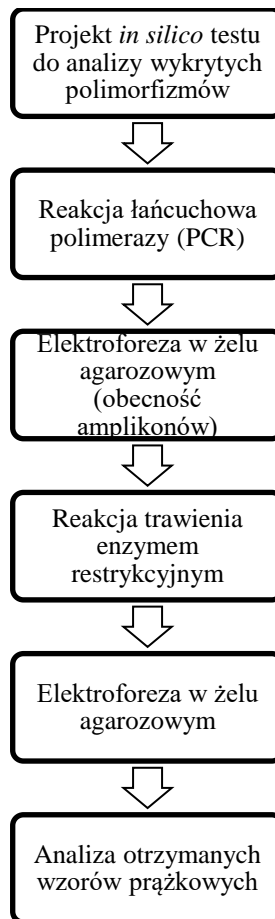 Projekt in silico testu
do analizy wykrytych
polimorfizmów
Reakcja łańcuchowa
polimerazy (PCR)
Elektroforeza w żelu
agarozowym
(obecność
amplikonów)
Reakcja trawienia
enzymem
restrykcyjnym
Elektroforeza w żelu
agarozowym
Analiza otrzymanych
wzorów prążkowych